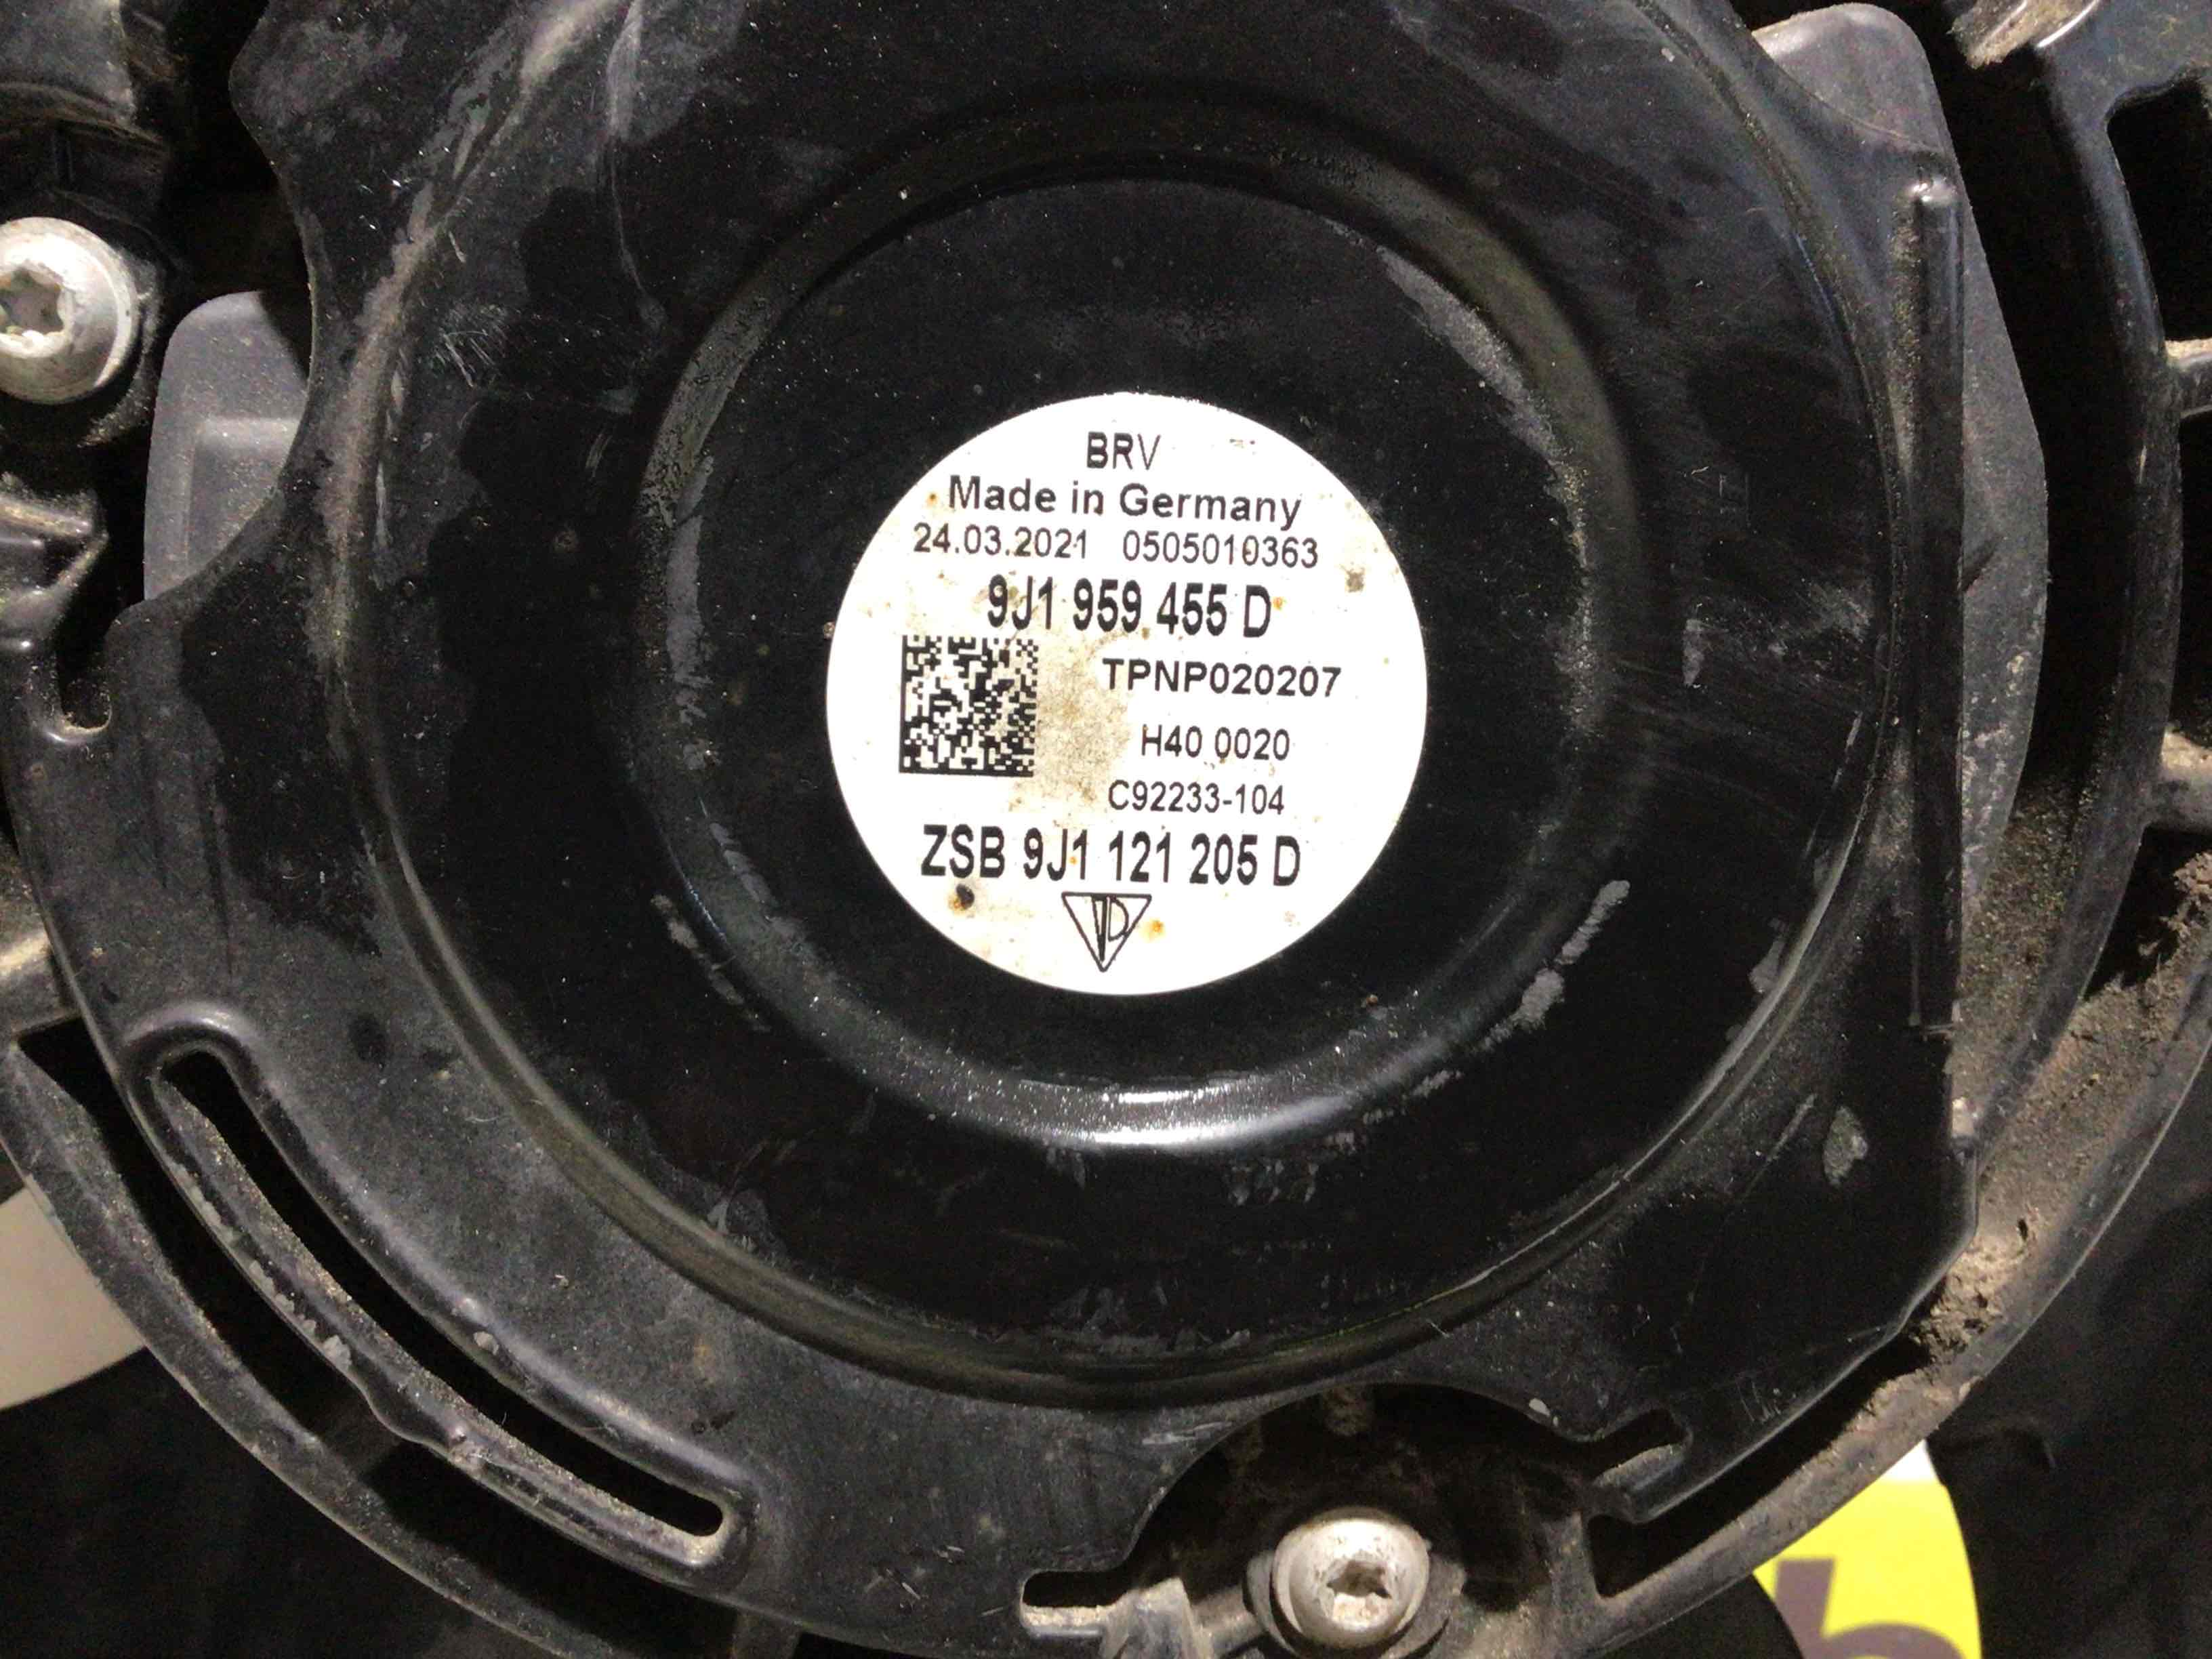 BRV
Made in Germany
24.03.2021 0505010363
9J1 959 455 D
TPNP020207
H40 0020
C92233-104
ZSB 9J1 121 205 D